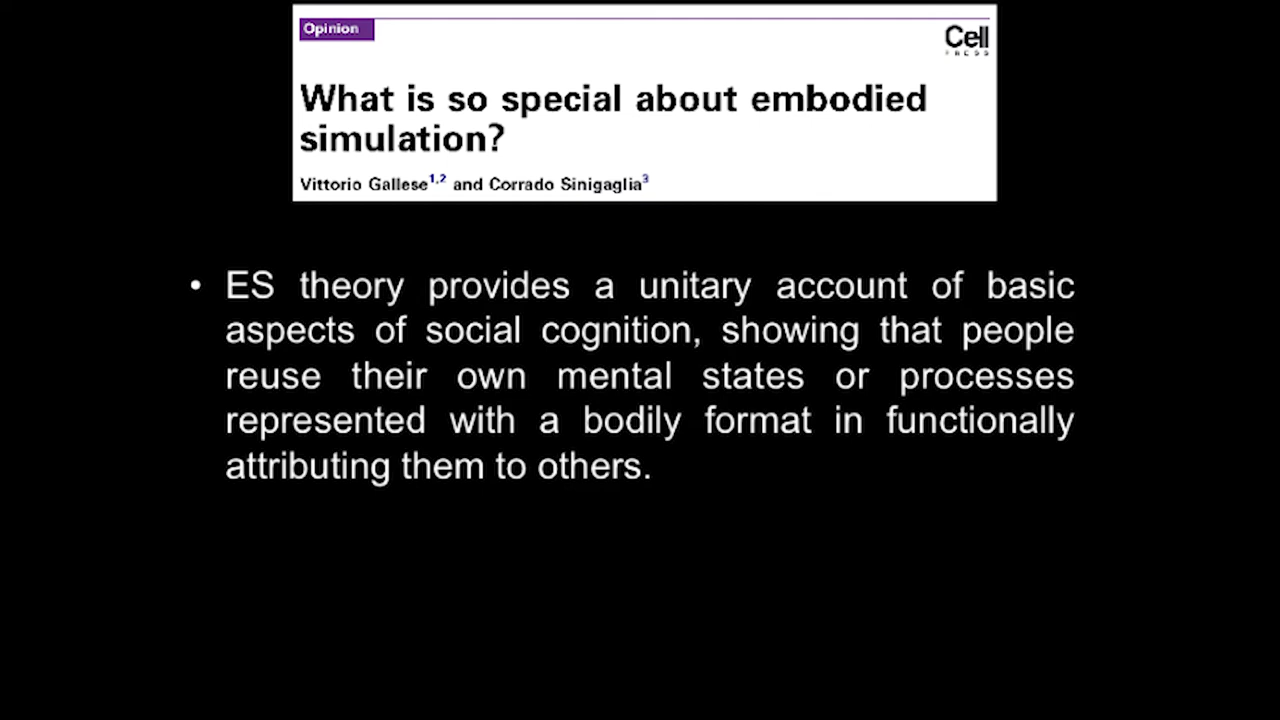 Opinion
Cell
PRESS
What is so special about embodied
simulation?
Vittorio Gallese1,2 and Corrado Sinigaglia3
• ES theory provides a unitary account of basic
aspects of social cognition, showing that people
reuse their own mental states or processes
represented with a bodily format in functionally
attributing them to others.